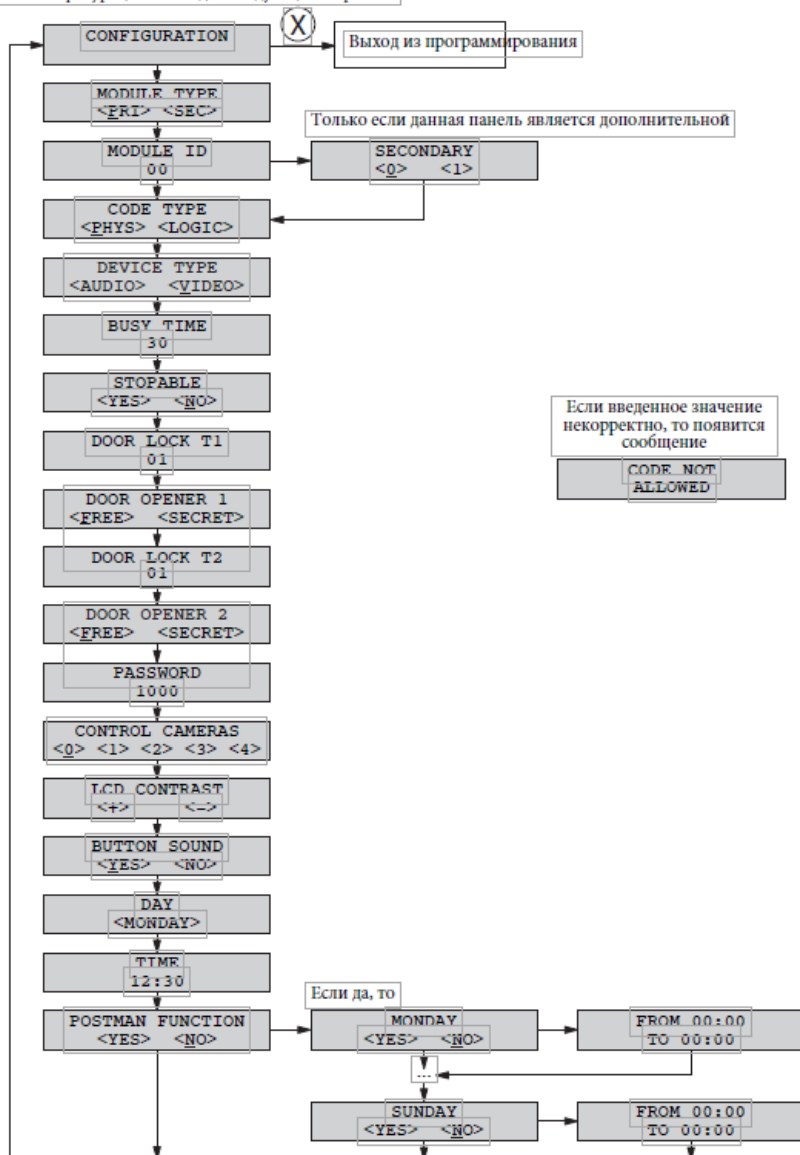 X
CONFIGURATION
Выход из программирования
MODULE TYPE
<PRI> <SEC>
Только если данная панель является дополнительной
MODULE ID
00
SECONDARY
<0> <1>
CODE TYPE
<PHYS> <LOGIC>
DEVICE TYPE
<AUDIO> <VIDEO>
BUSY TIME
30
STOPABLE
<YES> <NO>
Если введенное значение
некорректно, то появится
сообщение
CODE NOT
ALLOWED
DOOR LOCK T1
01
DOOR OPENER 1
<FREE> <SECRET>
DOOR LOCK T2
01
DOOR OPENER 2
<FREE> <SECRET>
PASSWORD
1000
CONTROL CAMERAS
<0> <1> <2> <3> <4>
LCD CONTRAST
<+> <->
BUTTON SOUND
<YES> <NO>
DAY
<MONDAY>
TIME
12:30
Если да, то
POSTMAN FUNCTION
<YES> <NO>
MONDAY
<YES> <NO>
FROM 00:00
TO 00:00
...
SUNDAY
<YES> <NO>
FROM 00:00
TO 00:00